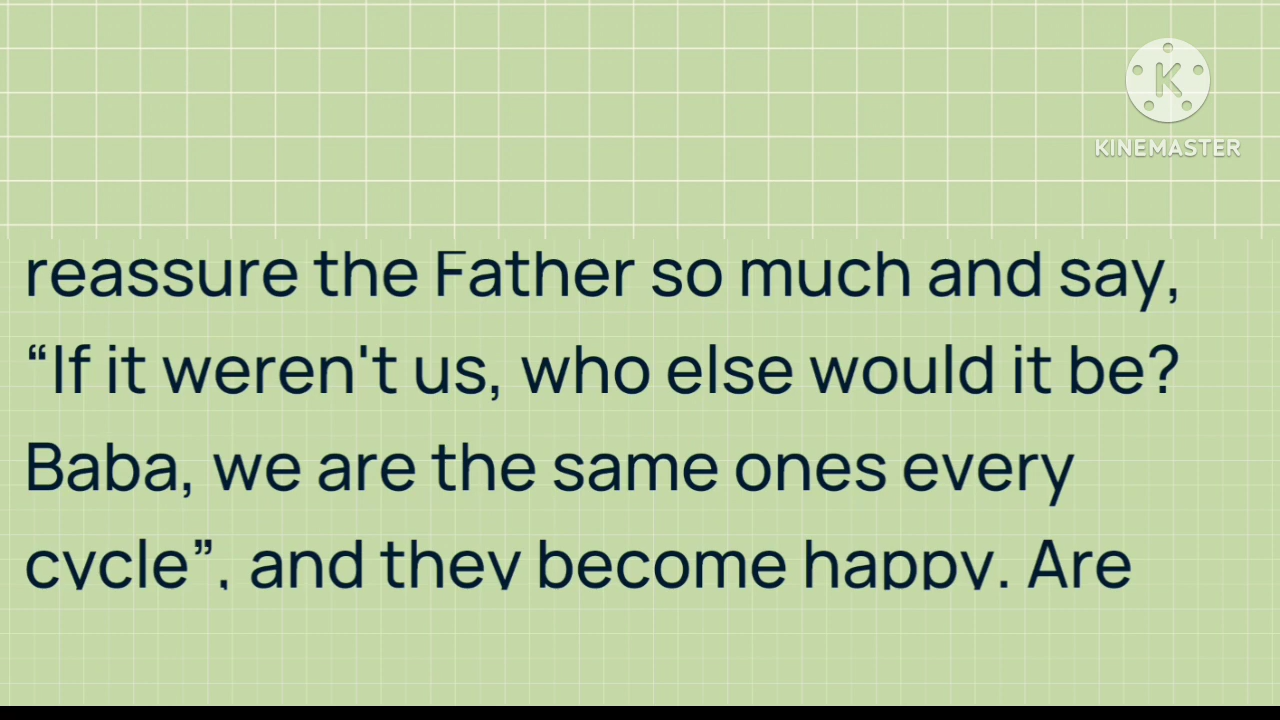 KINEMASTER
reassure the Father so much and say,
“If it weren't us, who else would it be?
Baba, we are the same ones every
cycle”, and they become happy. Are